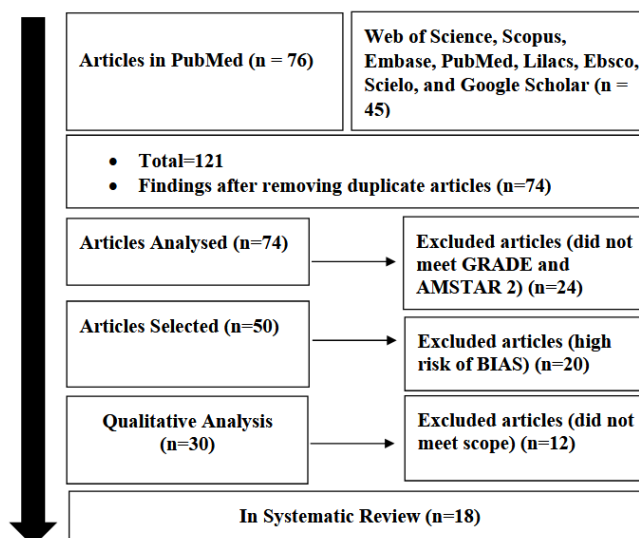 Articles in PubMed (n = 76)
Web of Science, Scopus,
Embase, PubMed, Lilacs, Ebsco,
Scielo, and Google Scholar (n =
45)
• Total=121
• Findings after removing duplicate articles (n=74)
Articles Analysed (n=74)
Excluded articles (did not
meet GRADE and
AMSTAR 2) (n=24)
Articles Selected (n=50)
Excluded articles (high
risk of BIAS) (n=20)
Qualitative Analysis
(n=30)
Excluded articles (did not
meet scope) (n=12)
In Systematic Review (n=18)